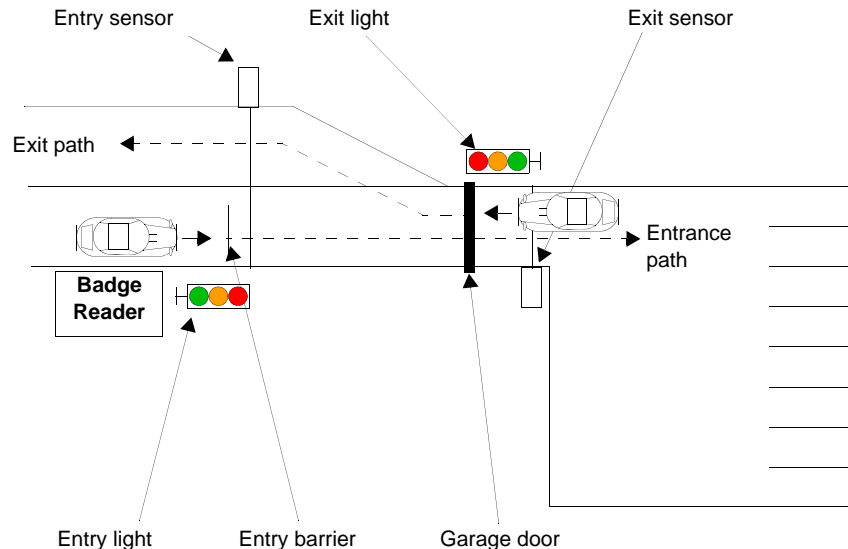 Entry sensor
Exit light
Exit sensor
Exit path
Entrance
path
Badge
Reader
Entry light
Entry barrier
Garage door